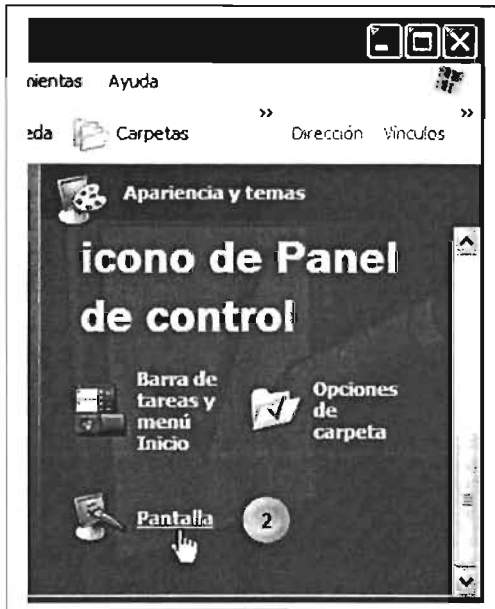 mientas Ayuda
eda Carpetas » Dirección Vínculos »
Apariencia y temas
icono de Panel
de control
Barra de
tareas y
menú
Inicio
Opciones
de
carpeta
Pantalla 2